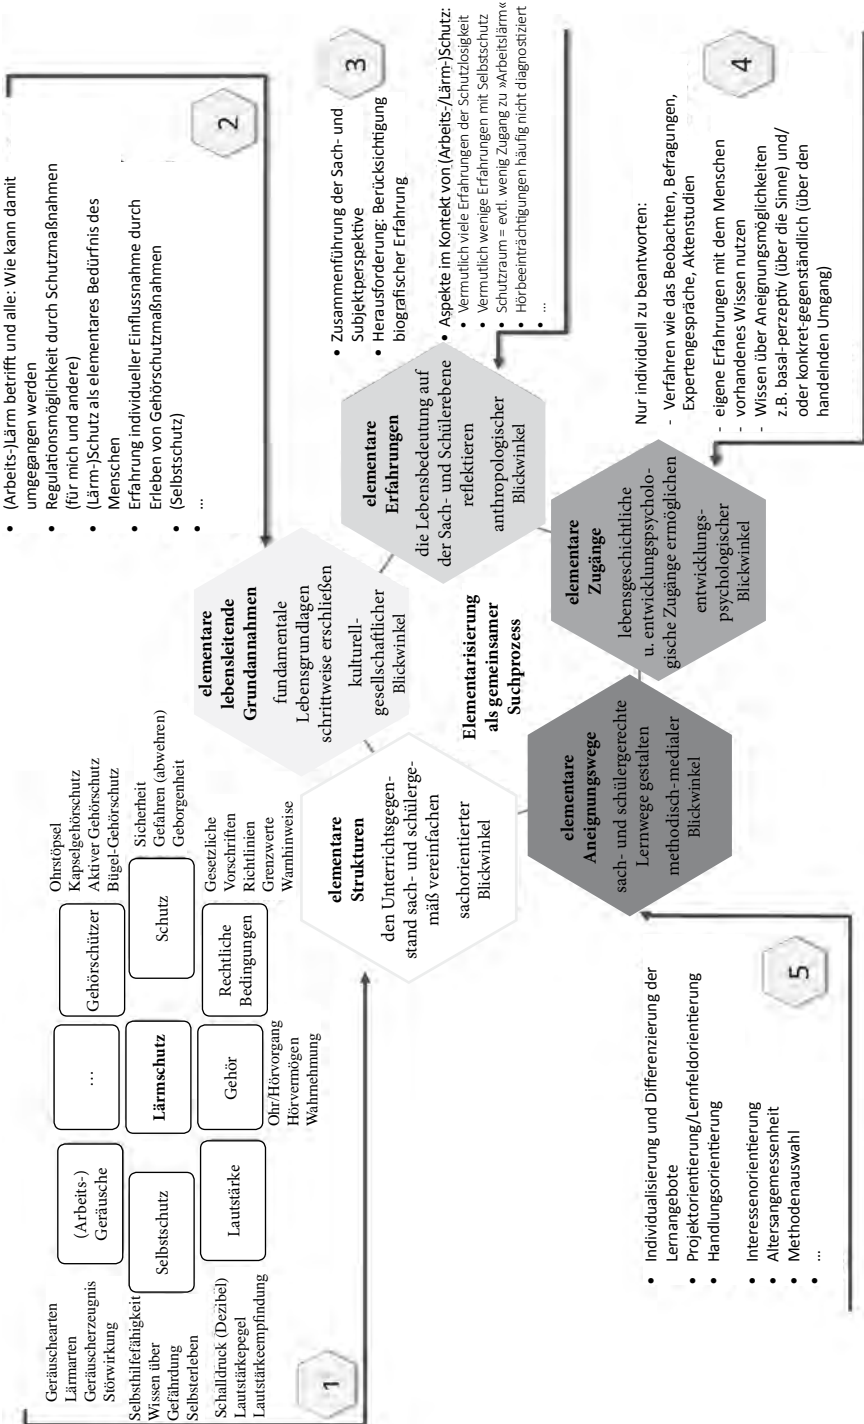 Geräuschearten
Lärmarten
Geräuscherzeugnis
Störwirkung
(Arbeits-)
Geräusche
…
Gehörschützer
Ohrstöpsel
Kapselgehörschutz
Aktiver Gehörschutz
Bügel-Gehörschutz
Selbsthilfefähigkeit
Wissen über
Gefährdung
Selbsterleben
Selbstschutz
Lärmschutz
Schutz
Sicherheit
Gefahren (abwehren)
Geborgenheit
Schalldruck (Dezibel)
Lautstärkepegel
Lautstärkeempfindung
Lautstärke
Gehör
Ohr/Hörvorgang
Hörvermögen
Wahrnehmung
Rechtliche
Bedingungen
Gesetzliche
Vorschriften
Richtlinien
Grenzwerte
Warnhinweise
1
• (Arbeits-)Lärm betrifft und alle: Wie kann damit
umgegangen werden
• Regulationsmöglichkeit durch Schutzmaßnahmen
(für mich und andere)
• (Lärm-)Schutz als elementares Bedürfnis des
Menschen
• Erfahrung individueller Einflussnahme durch
Erleben von Gehörschutzmaßnahmen
• (Selbstschutz)
• ...
2
elementare
Strukturen
den Unterrichtsgegen-
stand sach- und schülerge-
mäß vereinfachen
sachorientierter
Blickwinkel
elementare
lebensleitende
Grundannahmen
fundamentale
Lebensgrundlagen
schrittweise erschließen
kulturell-
gesellschaftlicher
Blickwinkel
elementare
Erfahrungen
die Lebensbedeutung auf
der Sach- und Schülerebene
reflektieren
anthropologischer
Blickwinkel
• Zusammenführung der Sach- und
Subjektperspektive
• Herausforderung: Berücksichtigung
biografischer Erfahrung
3
• Aspekte im Kontekt von (Arbeits-/Lärm-)Schutz:
• Vermutlich viele Erfahrungen der Schutzlosigkeit
• Vermutlich wenige Erfahrungen mit Selbstschutz
• Schutzraum = evtl. wenig Zugang zu »Arbeitslärm«
• Hörbeeinträchtigungen häufig nicht diagnostiziert
• ...
Elementarisierung
als gemeinsamer
Suchprozess
elementare
Aneignungswege
sach- und schülergerechte
Lernwege gestalten
methodisch-medialer
Blickwinkel
elementare
Zugänge
lebensgeschichtliche
u. entwicklungspsycholo-
gische Zugänge ermöglichen
entwicklungs-
psychologischer
Blickwinkel
Nur individuell zu beantworten:
- Verfahren wie das Beobachten, Befragungen,
Expertengespräche, Aktenstudien
- eigene Erfahrungen mit dem Menschen
- vorhandenes Wissen nutzen
- Wissen über Aneignungsmöglichkeiten
z.B. basal-perzeptiv (über die Sinne) und/
oder konkret-gegenständlich (über den
handelnden Umgang)
4
• Individualisierung und Differenzierung der
Lernangebote
• Projektorientierung/Lernfeldorientierung
• Handlungsorientierung
• Interessenorientierung
• Altersangemessenheit
• Methodenauswahl
• ...
5